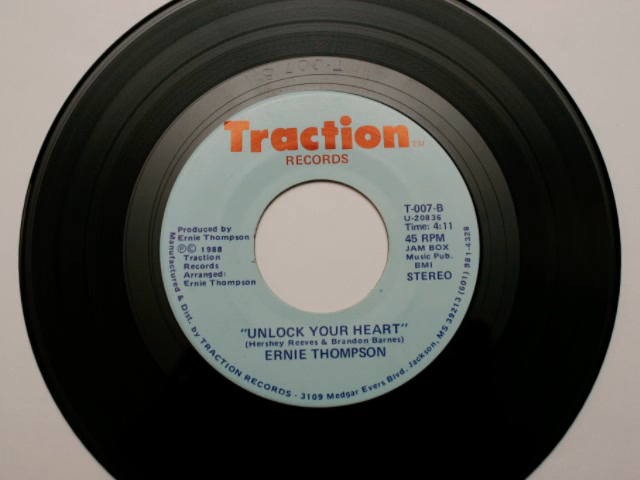 Traction™
RECORDS
T-007-B
U-20836
Time: 4:11
45 RPM
JAM BOX
Music Pub.
BMI
STEREO
Produced by
Ernie Thompson
℗© 1988
Traction
Records
Arranged:
Ernie Thompson
"UNLOCK YOUR HEART"
(Hershey Reeves & Brandon Barnes)
ERNIE THOMPSON
Manufactured & Dist. by TRACTION RECORDS - 3109 Medgar Evers Blvd, Jackson, MS 39213 (601) 981-4328